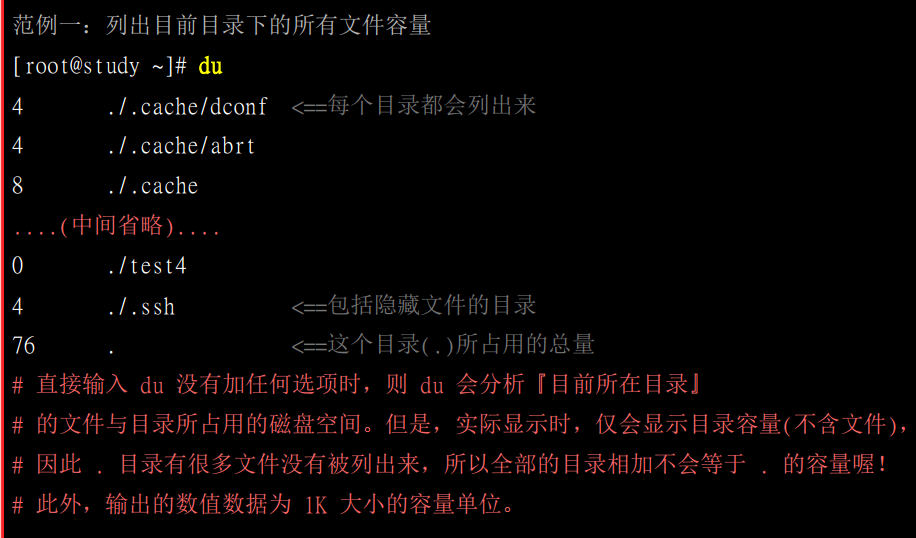 范例一：列出目前目录下的所有文件容量
[root@study ~]# du
4 ./.cache/dconf <==每个目录都会列出来
4 ./.cache/abrt
8 ./.cache
....(中间省略)....
0 ./test4
4 ./.ssh <==包括隐藏文件的目录
76 . <==这个目录(.)所占用的总量
# 直接输入 du 没有加任何选项时，则 du 会分析『目前所在目录』
# 的文件与目录所占用的磁盘空间。但是，实际显示时，仅会显示目录容量(不含文件)，
# 因此 . 目录有很多文件没有被列出来，所以全部的目录相加不会等于 . 的容量喔！
# 此外，输出的数值数据为 1K 大小的容量单位。